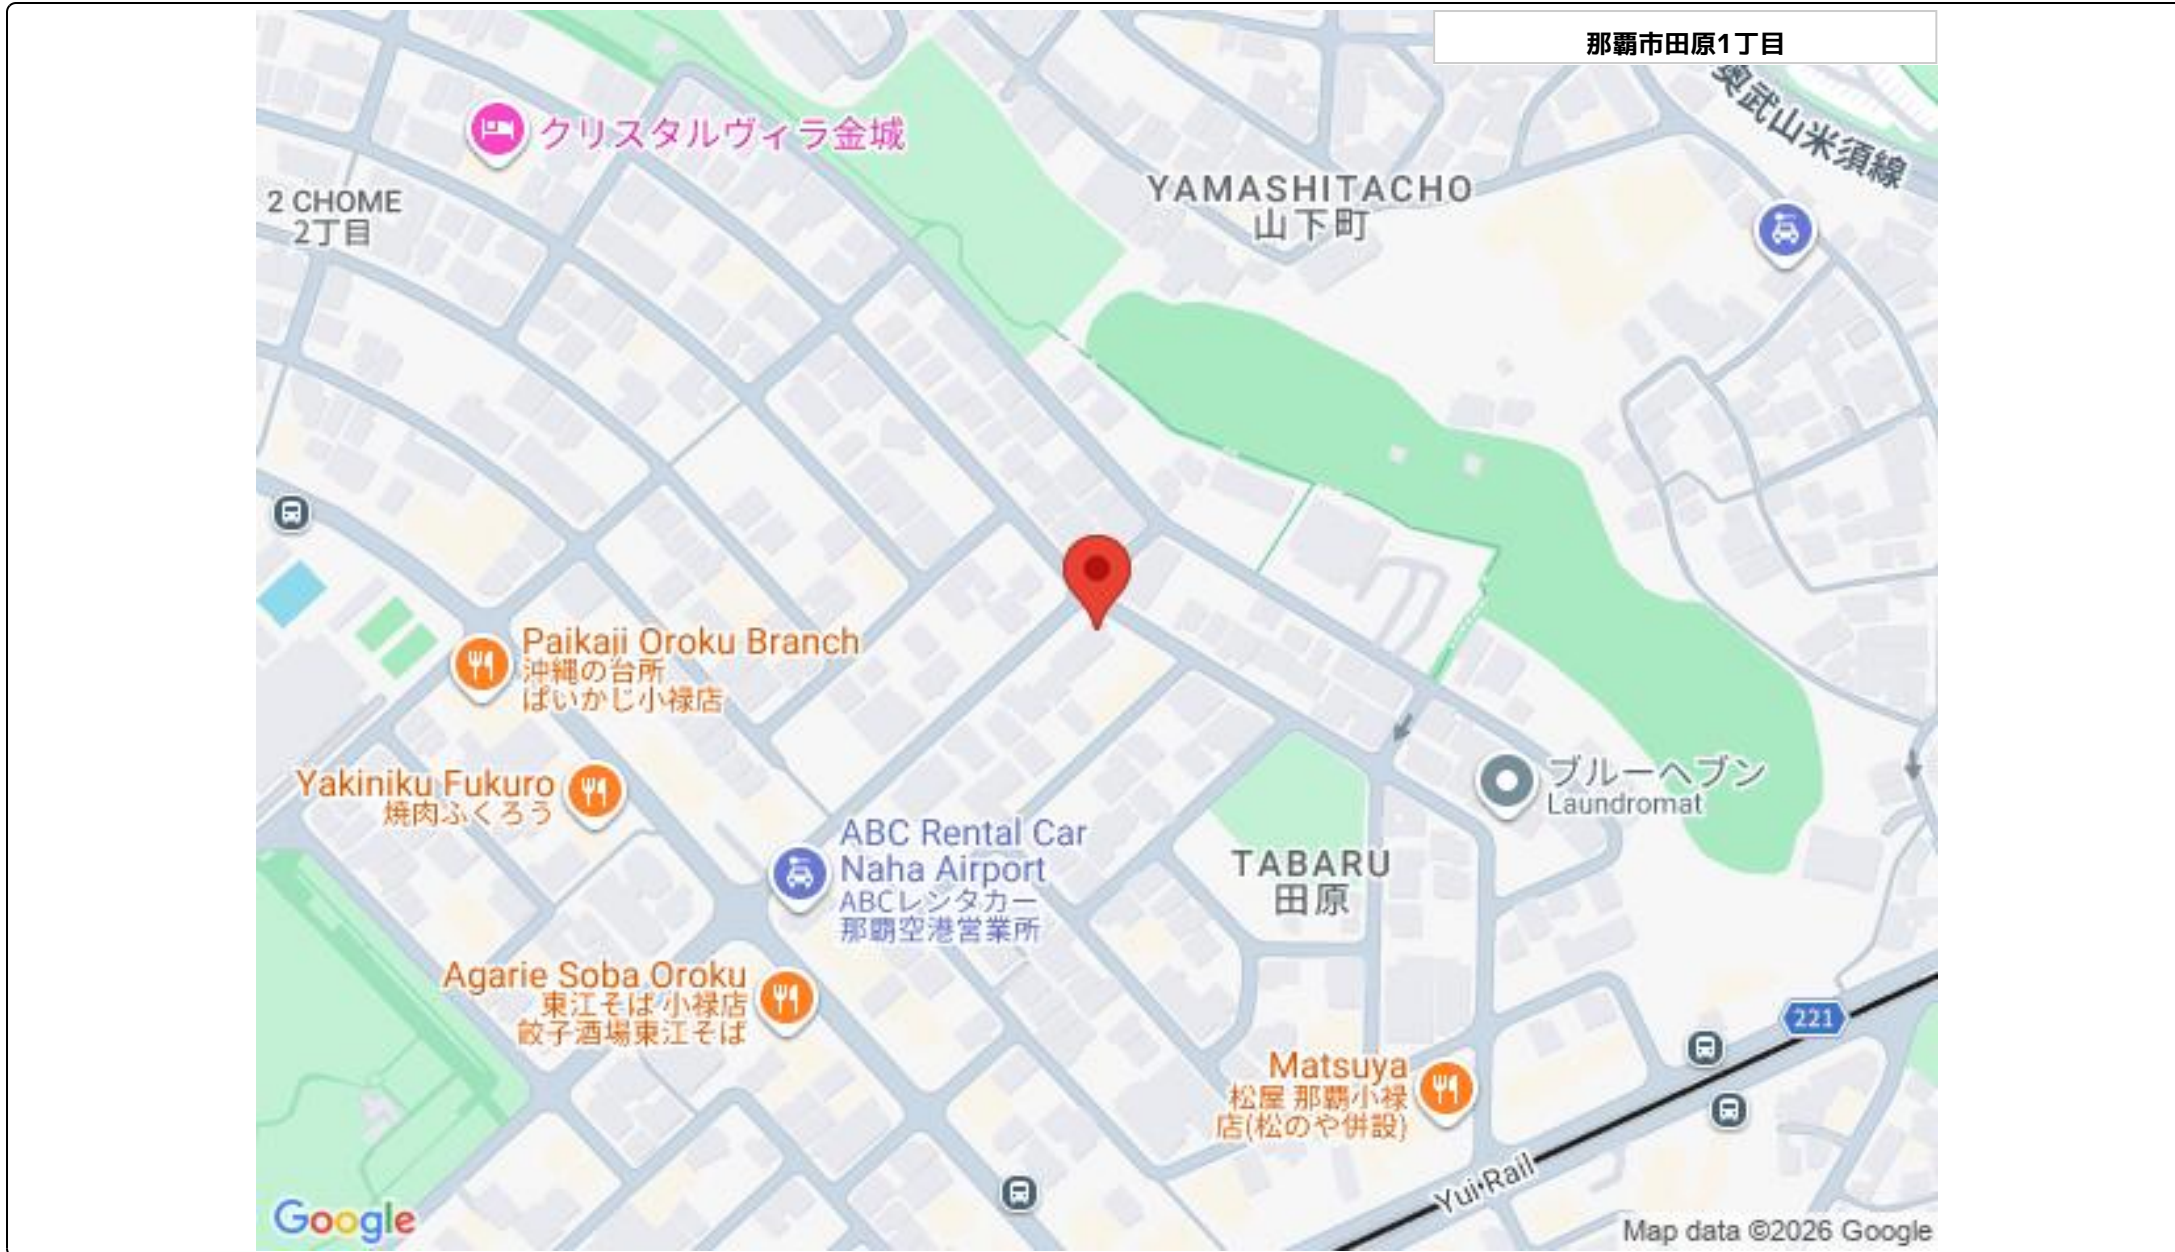 那覇市田原1丁目
奥武山米須線
クリスタルヴィラ金城
YAMASHITACHO
山下町
2 CHOME
2丁目
Paikaji Oroku Branch
沖縄の台所
ぱいかじ小禄店
Yakiniku Fukuro
焼肉ふくろう
ブルーヘブン
Laundromat
ABC Rental Car
Naha Airport
ABCレンタカー
那覇空港営業所
TABARU
田原
Agarie Soba Oroku
東江そば 小禄店
餃子酒場東江そば
221
Matsuya
松屋 那覇小禄
店(松のや併設)
Yui Rail
Google
Map data ©2026 Google